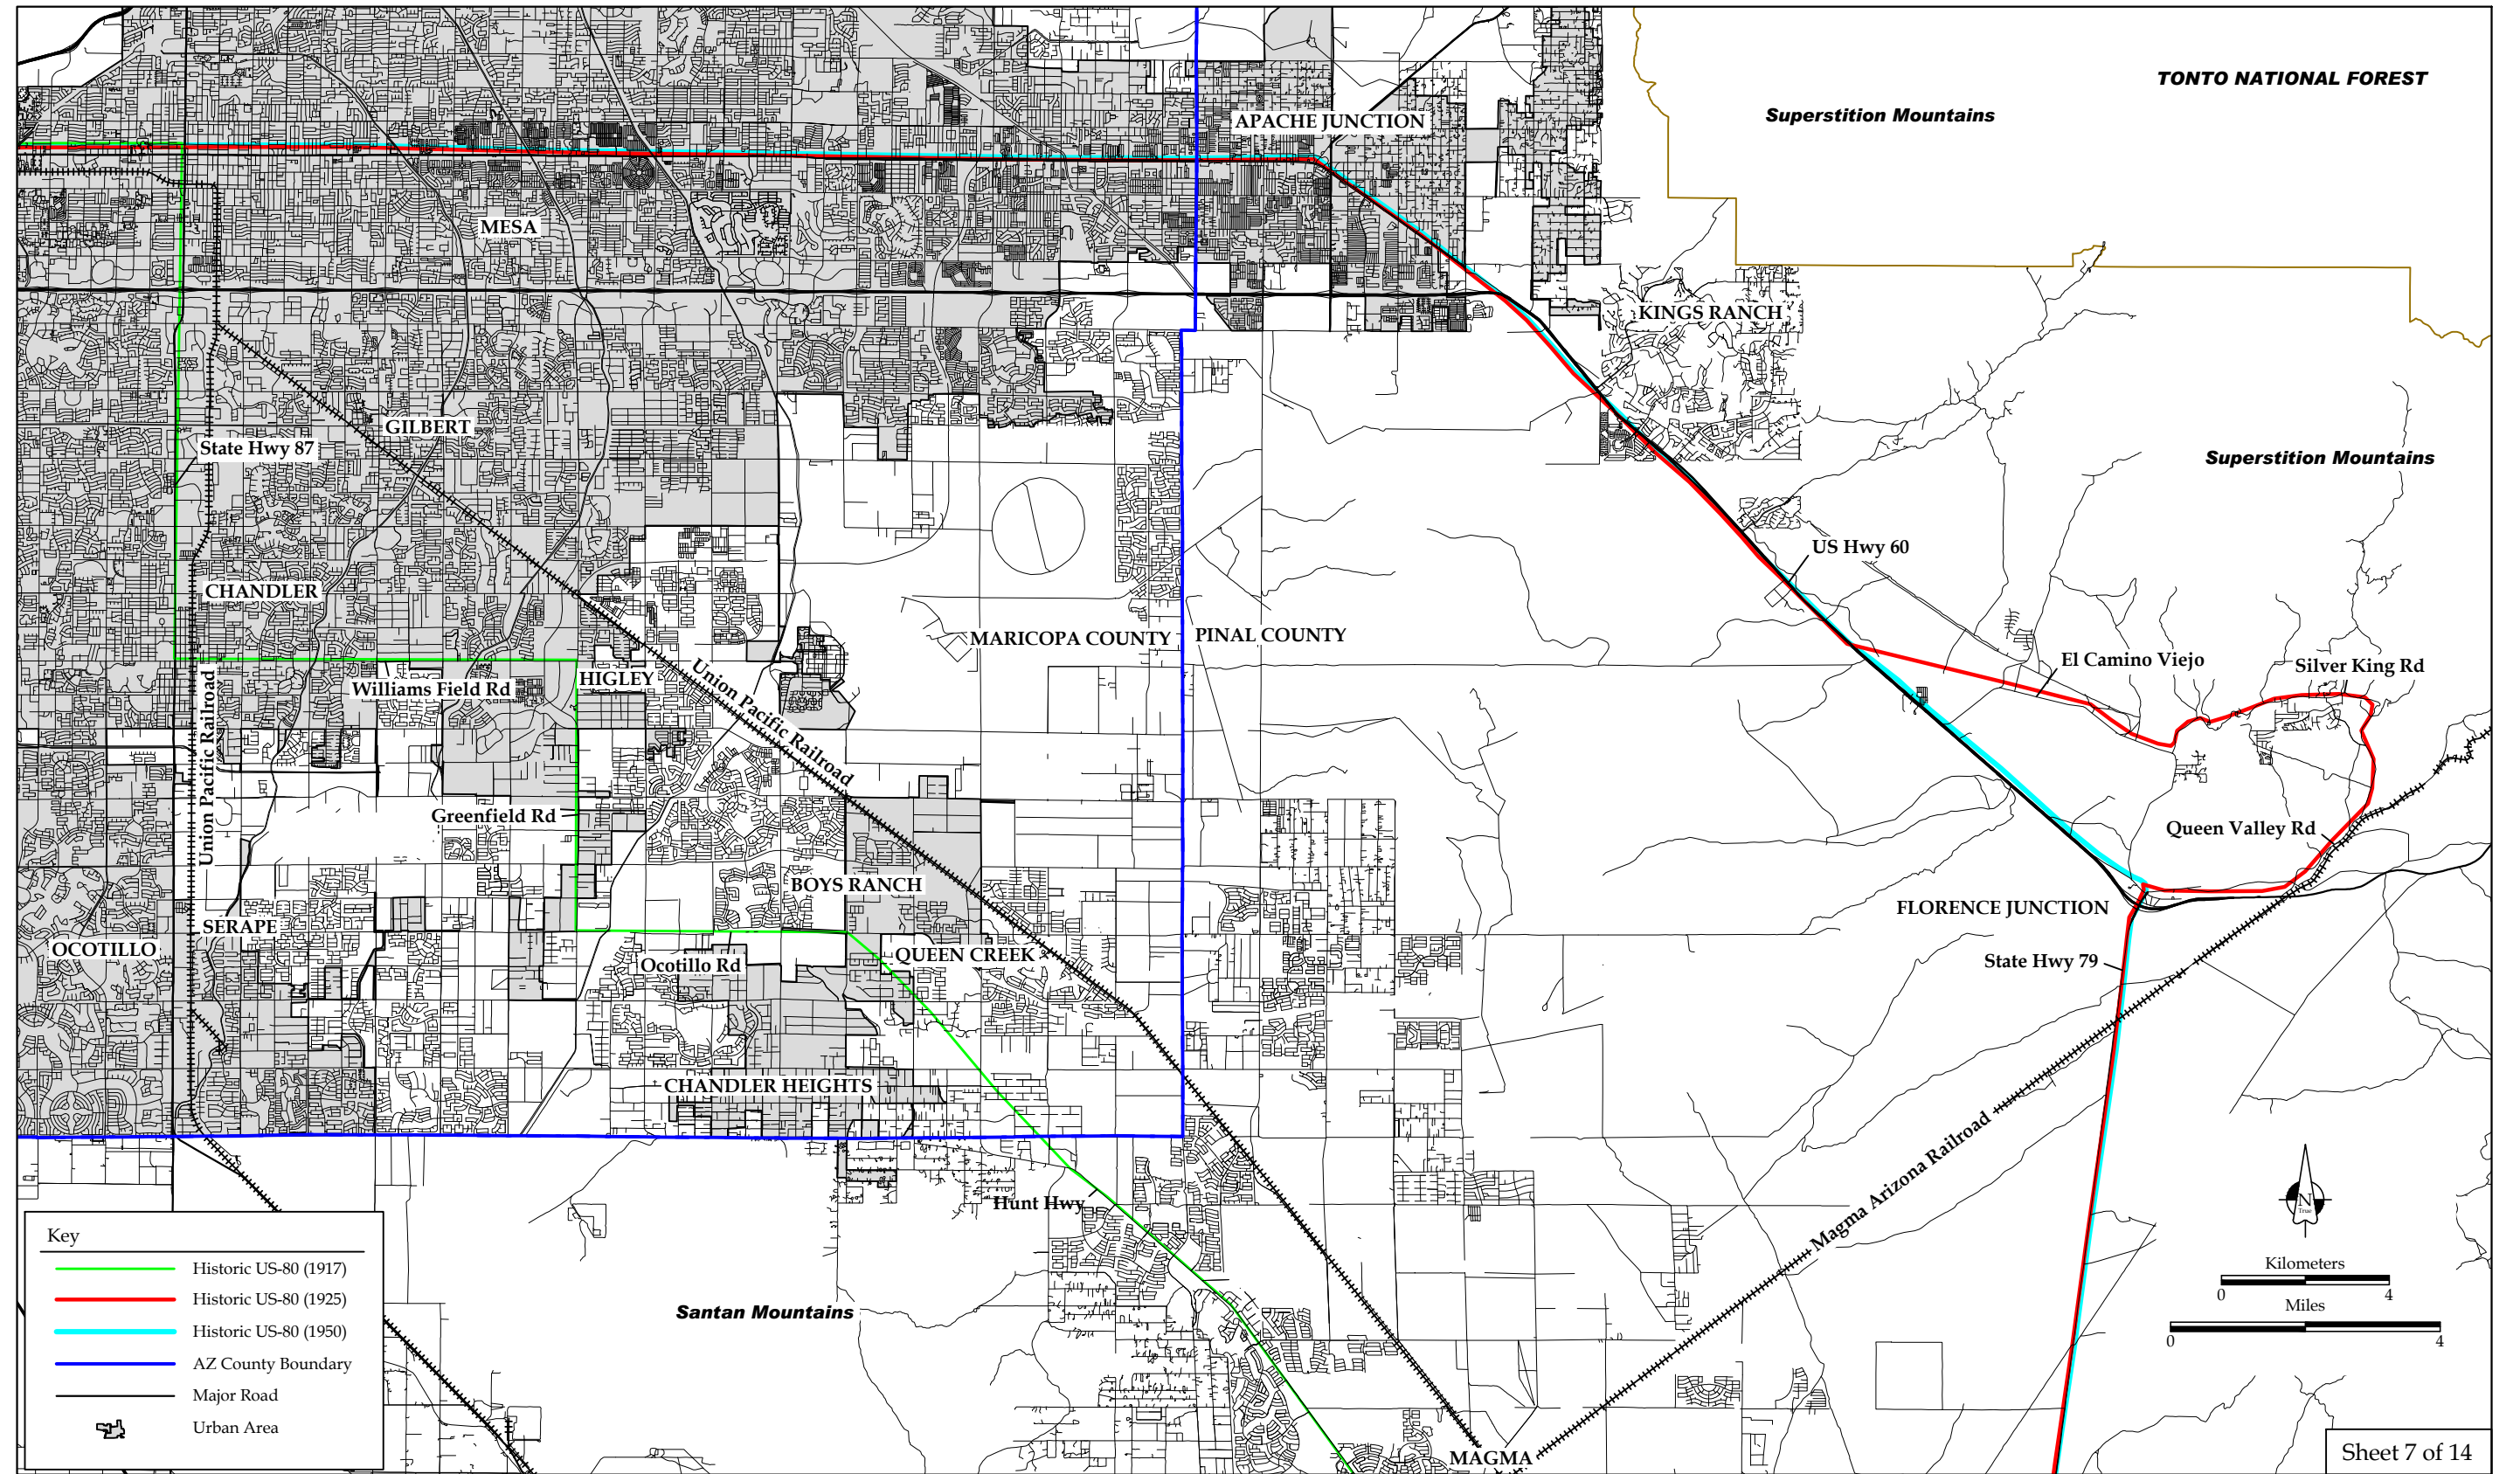 TONTO NATIONAL FOREST
Superstition Mountains
APACHE JUNCTION
MESA
KINGS RANCH
GILBERT
State Hwy 87
Superstition Mountains
US Hwy 60
CHANDLER
MARICOPA COUNTY
PINAL COUNTY
El Camino Viejo
Silver King Rd
HIGLEY
Williams Field Rd
Union Pacific Railroad
Union Pacific Railroad
Greenfield Rd
Queen Valley Rd
BOYS RANCH
FLORENCE JUNCTION
SERAPE
OCOTILLO
QUEEN CREEK
Ocotillo Rd
State Hwy 79
CHANDLER HEIGHTS
Magma Arizona Railroad
Hunt Hwy
N
True
Key
Historic US-80 (1917)
Historic US-80 (1925)
Historic US-80 (1950)
AZ County Boundary
Major Road
Urban Area
Kilometers
0 4
Miles
0 4
Santan Mountains
MAGMA
Sheet 7 of 14